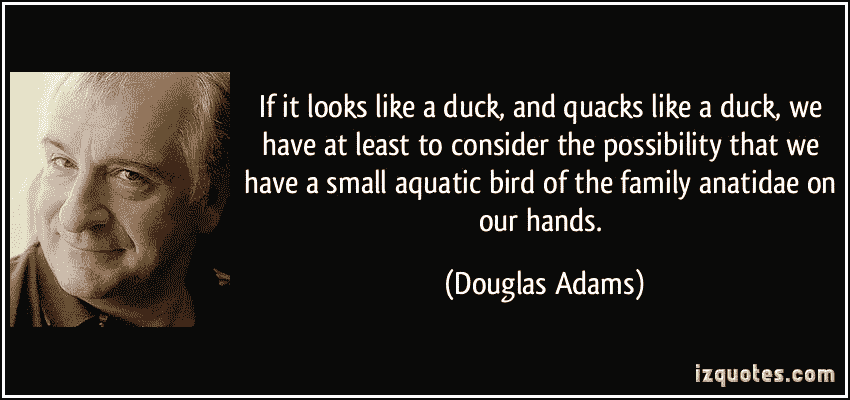 If it looks like a duck, and quacks like a duck, we
have at least to consider the possibility that we
have a small aquatic bird of the family anatidae on
our hands.
(Douglas Adams)
izquotes.com